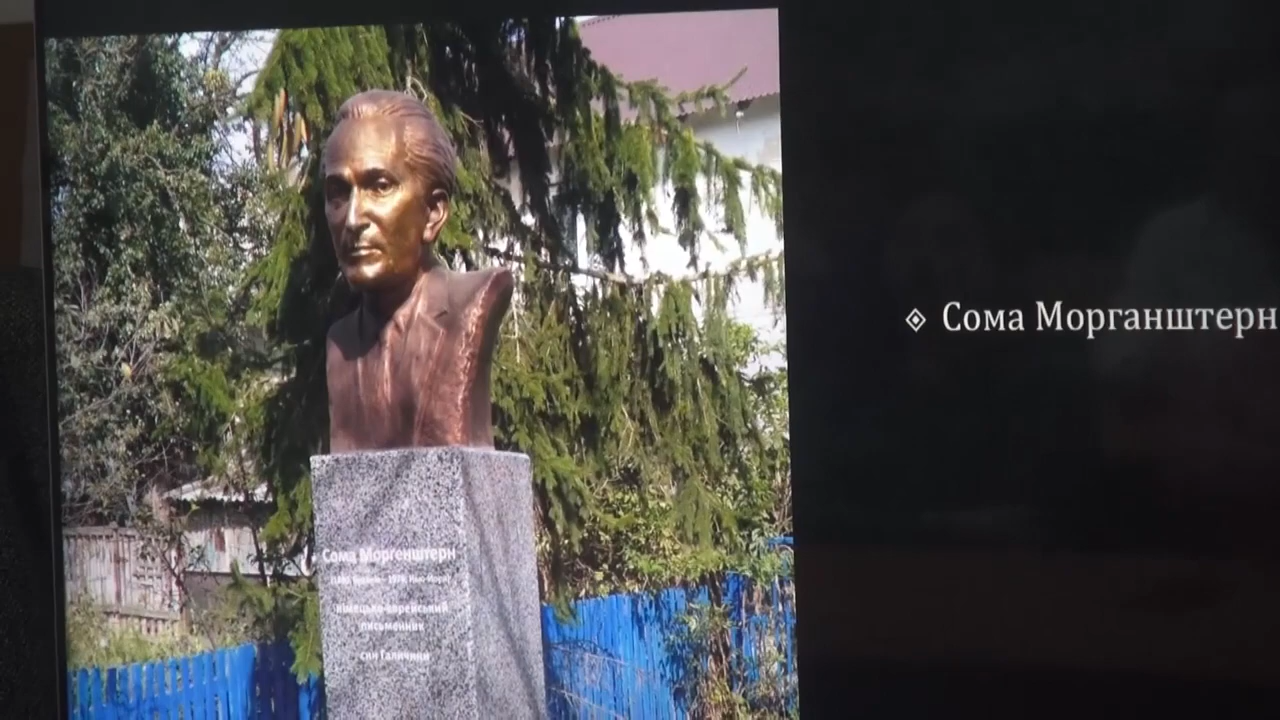 Сома Моргенштерн
німецько-єврейський
письменник
син Галичини
◈ Сома Морганштерн